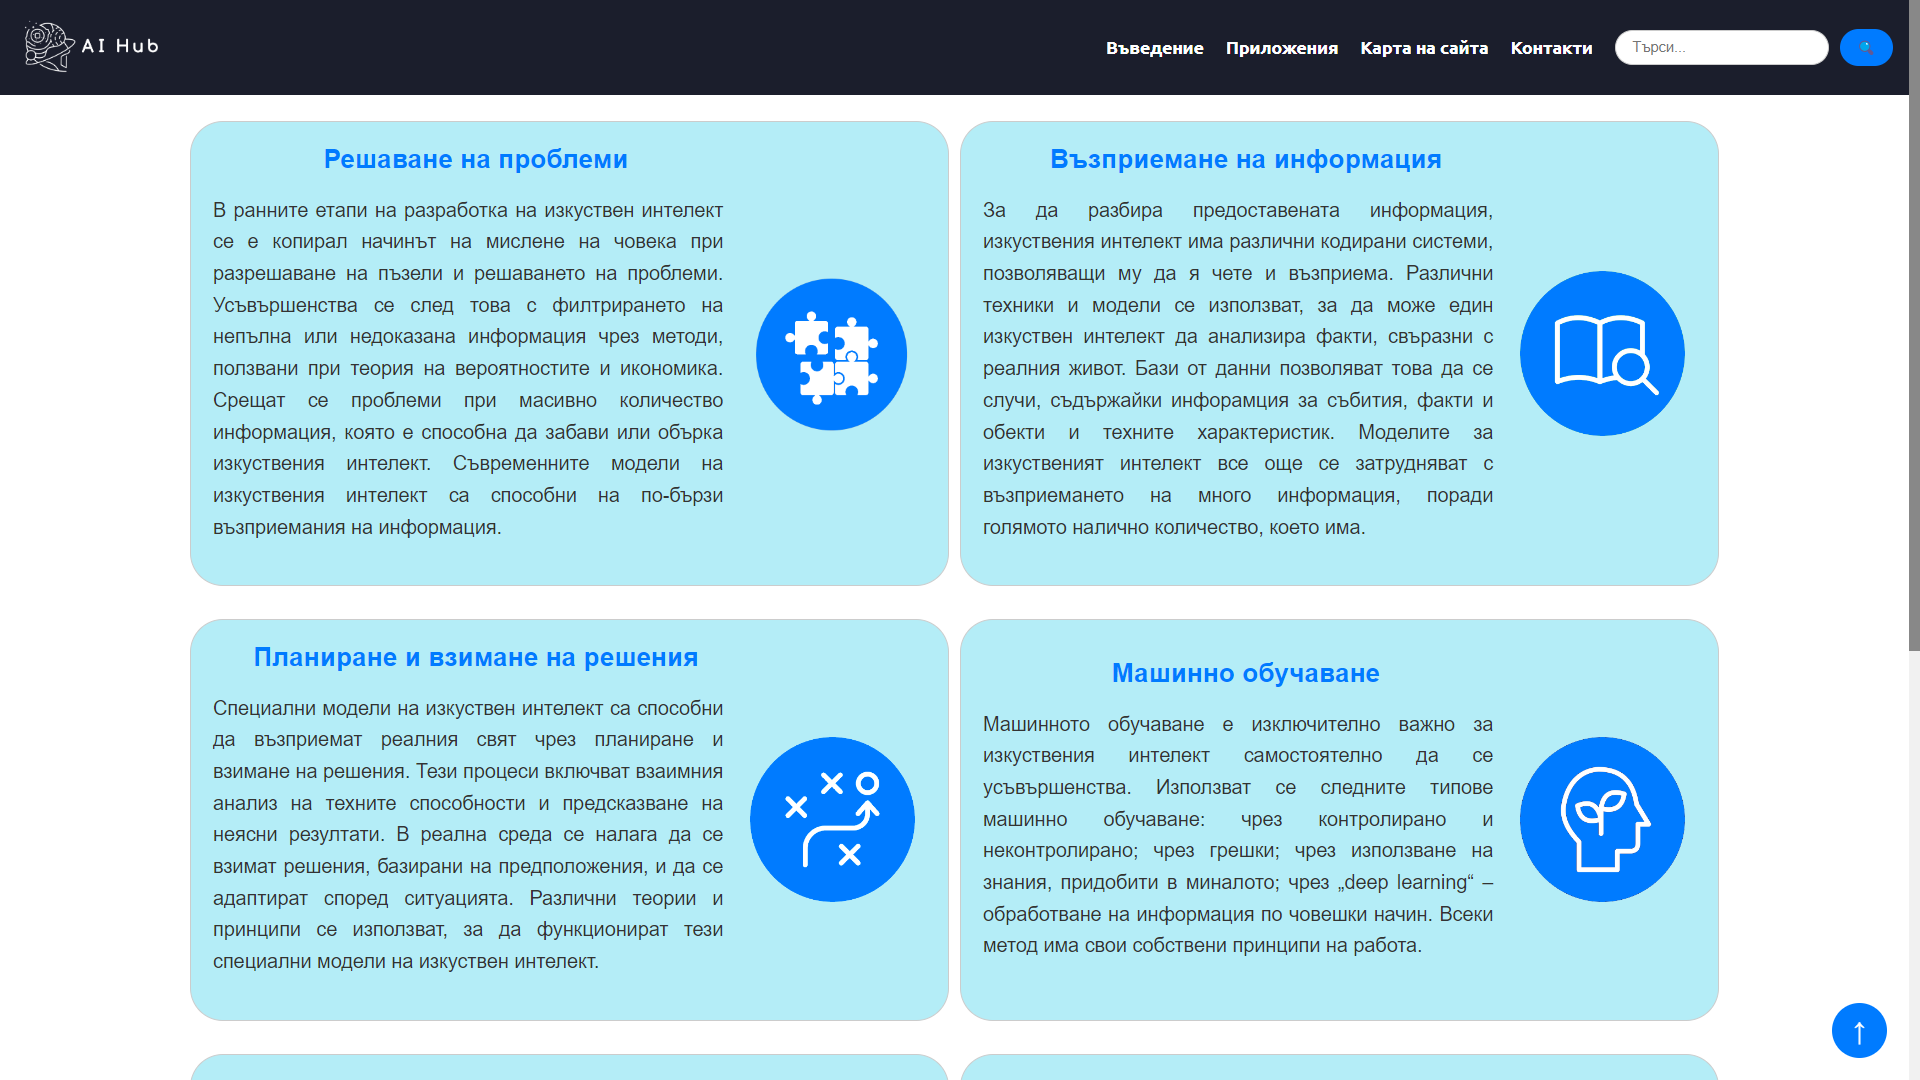 AI Hub
Въведение
Приложения
Карта на сайта
Контакти
Търси...
Решаване на проблеми
В ранните етапи на разработка на изкуствен интелект
се е копирал начинът на мислене на човека при
разрешаване на пъзели и решаването на проблеми.
Усъвършенства се след това с филтрирането на
непълна или недоказана информация чрез методи,
ползвани при теория на вероятностите и икономика.
Срещат се проблеми при масивно количество
информация, която е способна да забави или обърка
изкуствения интелект. Съвременните модели на
изкуствения интелект са способни на по-бързи
възприемания на информация.
Възприемане на информация
За да разбира предоставената информация,
изкуствения интелект има различни кодирани системи,
позволяващи му да я чете и възприема. Различни
техники и модели се използват, за да може един
изкуствен интелект да анализира факти, свъразни с
реалния живот. Бази от данни позволяват това да се
случи, съдържайки инфорамция за събития, факти и
обекти и техните характеристик. Моделите за
изкуственият интелект все още се затрудняват с
възприемането на много информация, поради
голямото налично количество, което има.
Планиране и взимане на решения
Специални модели на изкуствен интелект са способни
да възприемат реалния свят чрез планиране и
взимане на решения. Тези процеси включват взаимния
анализ на техните способности и предсказване на
неясни резултати. В реална среда се налага да се
взимат решения, базирани на предположения, и да се
адаптират според ситуацията. Различни теории и
принципи се използват, за да функционират тези
специални модели на изкуствен интелект.
Машинно обучаване
Машинното обучаване е изключително важно за
изкуствения интелект самостоятелно да се
усъвършенства. Използват се следните типове
машинно обучаване: чрез контролирано и
неконтролирано; чрез грешки; чрез използване на
знания, придобити в миналото; чрез „deep learning“ –
обработване на информация по човешки начин. Всеки
метод има свои собствени принципи на работа.
↑